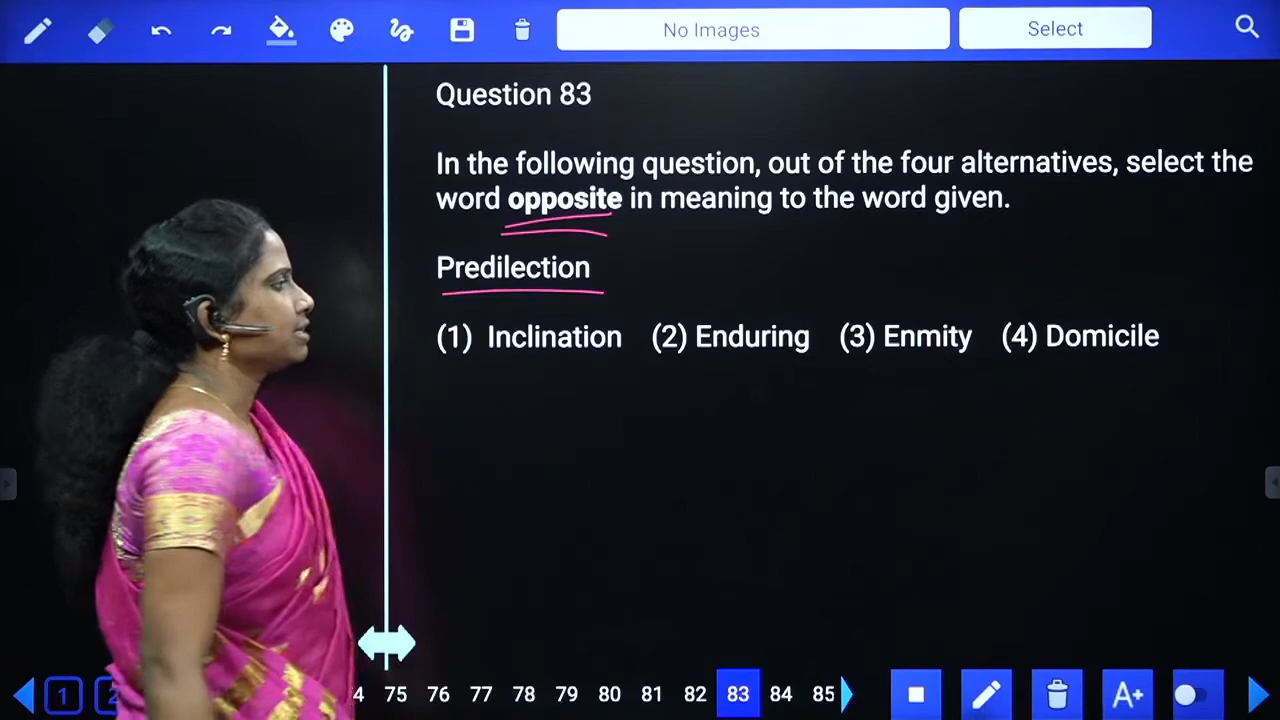 No Images
Select
Question 83
In the following question, out of the four alternatives, select the
word opposite in meaning to the word given.
Predilection
(1) Inclination (2) Enduring (3) Enmity (4) Domicile
1 2 4 75 76 77 78 79 80 81 82 83 84 85
A+